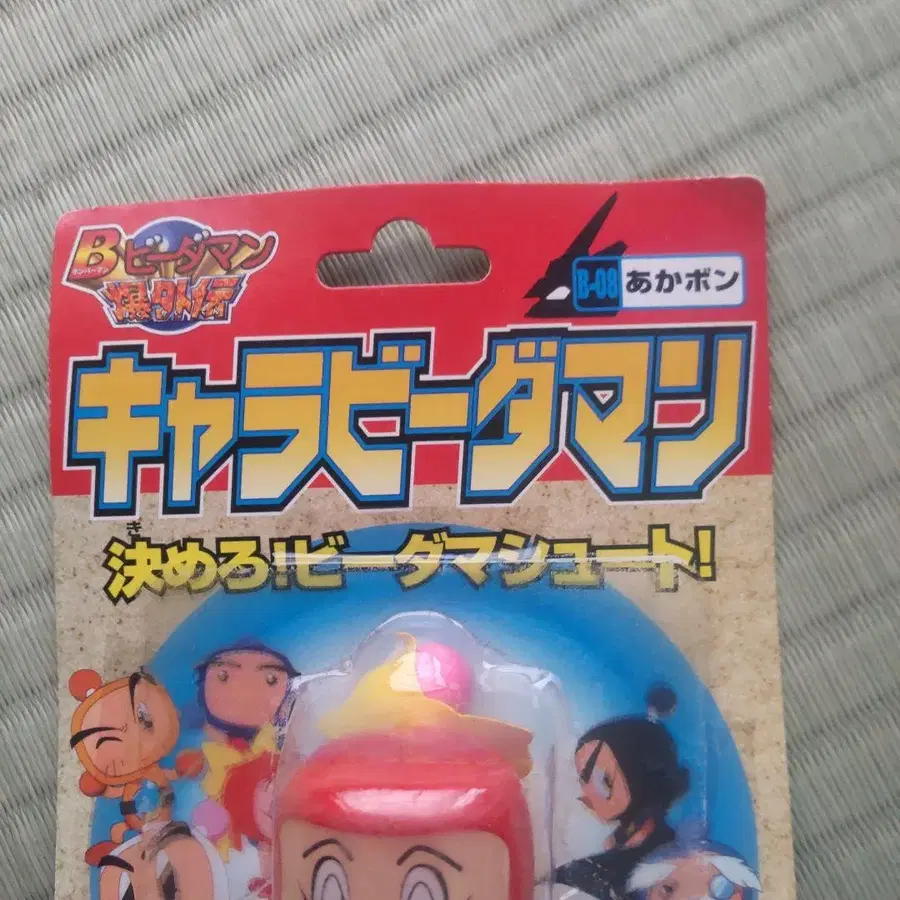 Bビーダマン
ボンバーマン
爆外伝
B-08 あかボン
キャラビーダマン
き
決めろ!ビーダマシュート!